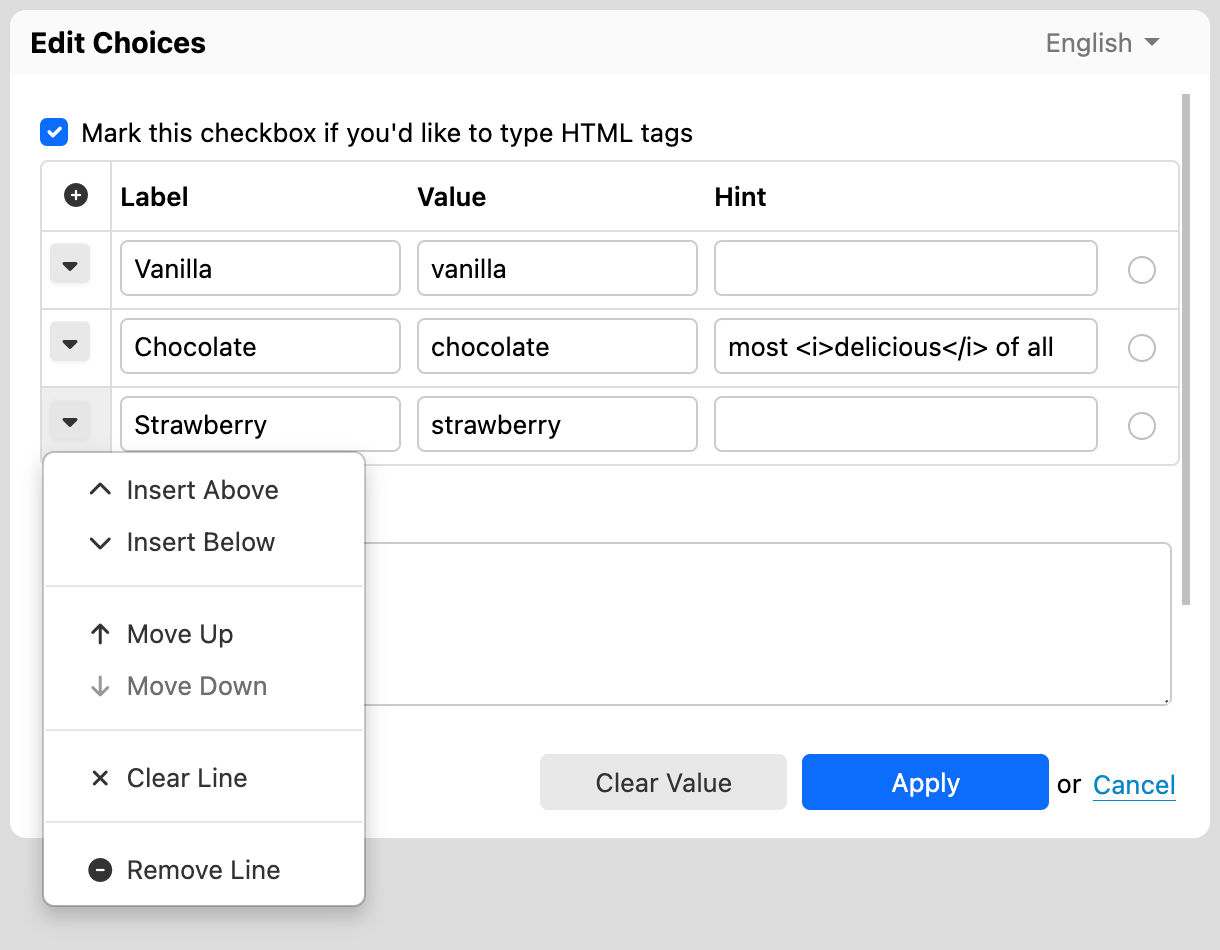 Edit Choices English
Mark this checkbox if you'd like to type HTML tags
Label Value Hint
Vanilla vanilla
Chocolate chocolate most <i>delicious</i> of all
Strawberry strawberry
Insert Above
Insert Below
Move Up
Move Down
Clear Line
Remove Line
Clear Value Apply or Cancel